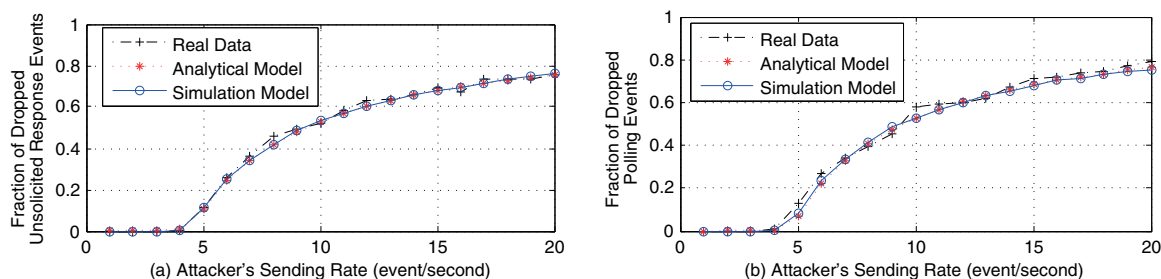 Fraction of Dropped
Unsolicited Response Events
1
0.8
0.6
0.4
0.2
0
0
5
10
15
20
Real Data
Analytical Model
Simulation Model
(a) Attacker's Sending Rate (event/second)
Fraction of Dropped
Polling Events
1
0.8
0.6
0.4
0.2
0
0
5
10
15
20
Real Data
Analytical Model
Simulation Model
(b) Attacker's Sending Rate (event/second)